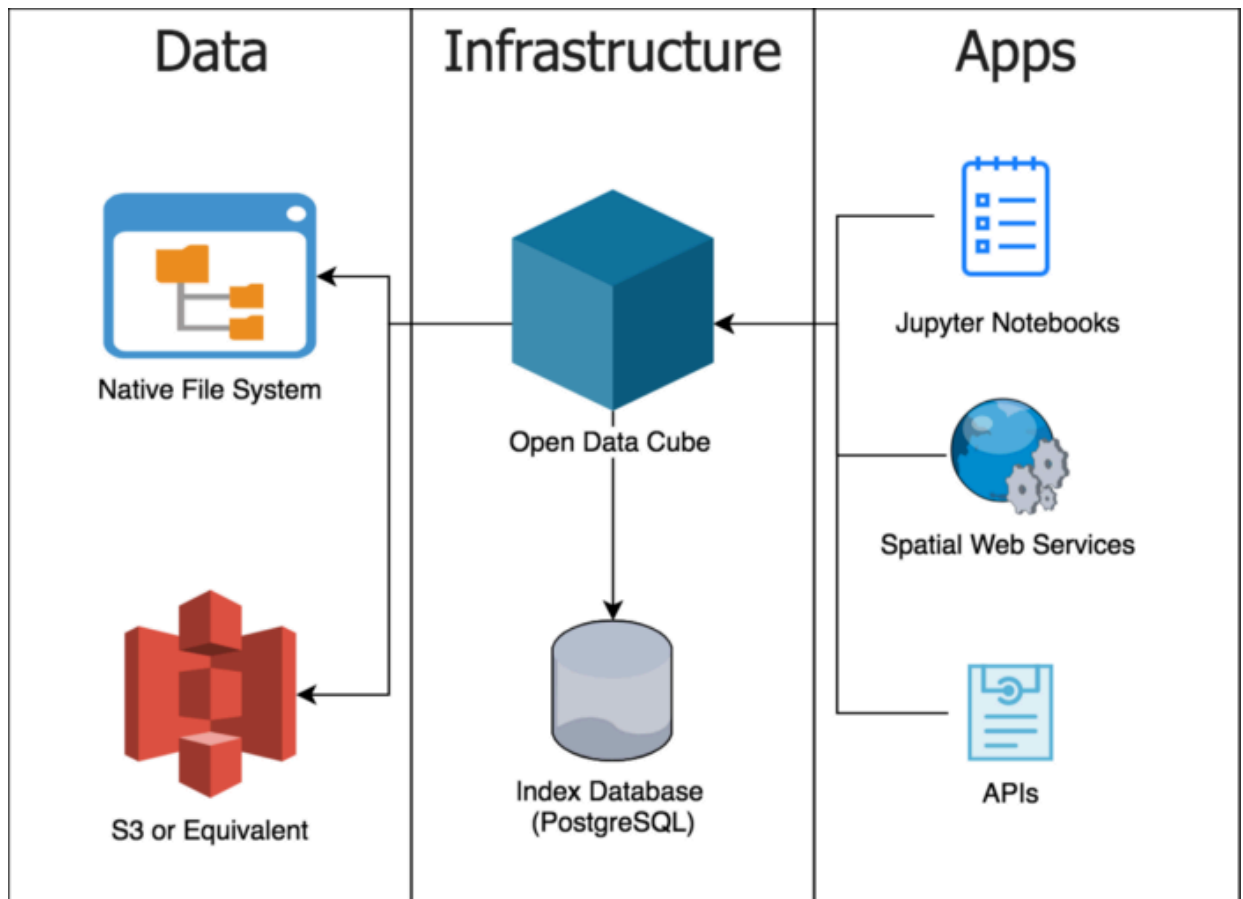 Data
Infrastructure
Apps
Native File System
S3 or Equivalent
Open Data Cube
Index Database
(PostgreSQL)
Jupyter Notebooks
Spatial Web Services
APIs